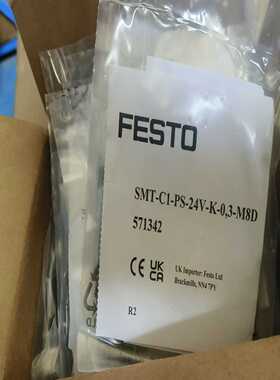 FESTO
SMT-C1-PS-24V-K-0,3-M8D
571342
CE UK CA
UK Importer: Festo Ltd
Brackmills, NN4 7PY
R2